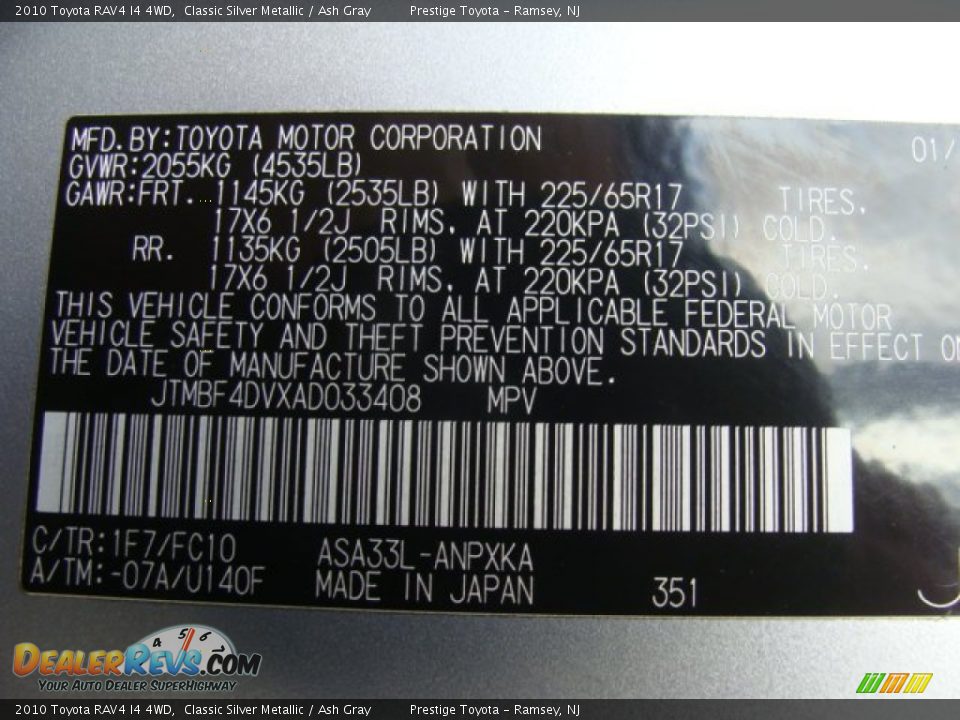 2010 Toyota RAV4 I4 4WD,  Classic Silver Metallic / Ash Gray        Prestige Toyota - Ramsey, NJ
MFD.BY:TOYOTA MOTOR CORPORATION 01/
GVWR:2055KG (4535LB)
GAWR:FRT. 1145KG (2535LB) WITH 225/65R17 TIRES,
17X6 1/2J RIMS, AT 220KPA (32PSI) COLD.
RR. 1135KG (2505LB) WITH 225/65R17 TIRES,
17X6 1/2J RIMS, AT 220KPA (32PSI) COLD.
THIS VEHICLE CONFORMS TO ALL APPLICABLE FEDERAL MOTOR
VEHICLE SAFETY AND THEFT PREVENTION STANDARDS IN EFFECT ON
THE DATE OF MANUFACTURE SHOWN ABOVE.
JTMBF4DVXAD033408 MPV
C/TR:1F7/FC10 ASA33L-ANPXKA
A/TM:-07A/U140F MADE IN JAPAN 351
4 5 6
DealerRevs.com
Your Auto Dealer SuperHighway
2010 Toyota RAV4 I4 4WD,  Classic Silver Metallic / Ash Gray        Prestige Toyota - Ramsey, NJ